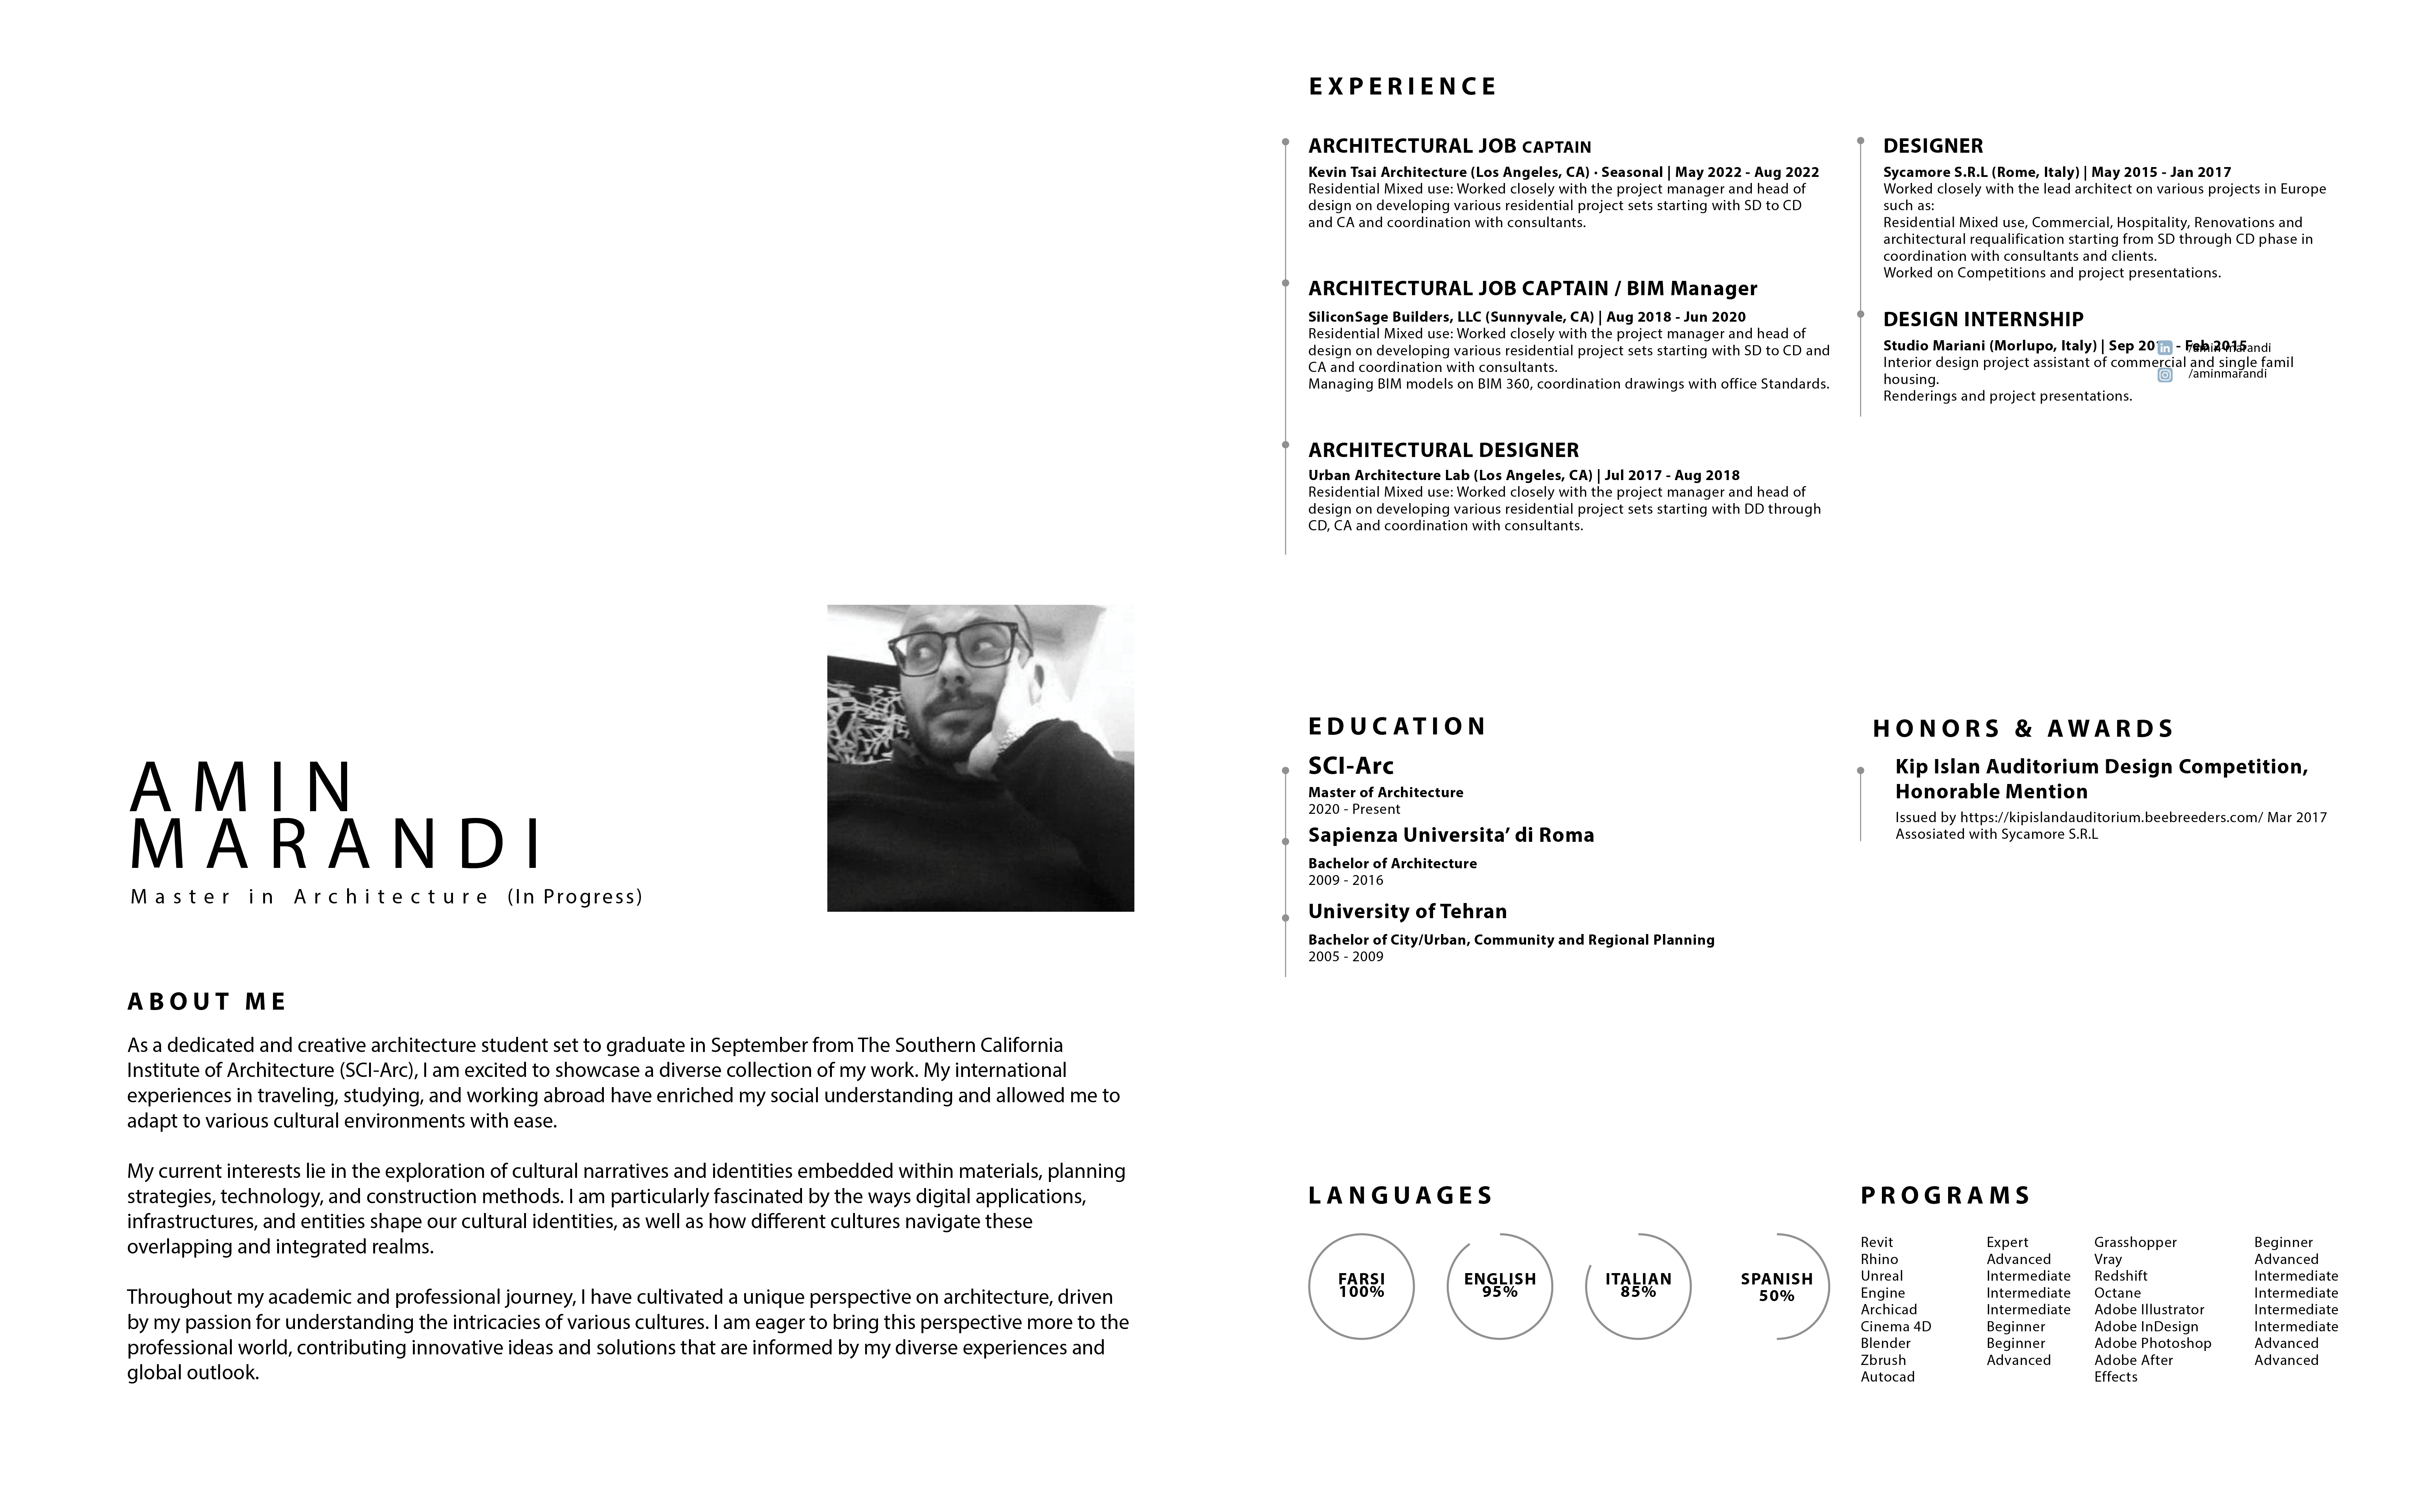 AMIN
MARANDI
Master in Architecture (In Progress)
ABOUT ME
As a dedicated and creative architecture student set to graduate in September from The Southern California
Institute of Architecture (SCI-Arc), I am excited to showcase a diverse collection of my work. My international
experiences in traveling, studying, and working abroad have enriched my social understanding and allowed me to
adapt to various cultural environments with ease.
My current interests lie in the exploration of cultural narratives and identities embedded within materials, planning
strategies, technology, and construction methods. I am particularly fascinated by the ways digital applications,
infrastructures, and entities shape our cultural identities, as well as how different cultures navigate these
overlapping and integrated realms.
Throughout my academic and professional journey, I have cultivated a unique perspective on architecture, driven
by my passion for understanding the intricacies of various cultures. I am eager to bring this perspective more to the
professional world, contributing innovative ideas and solutions that are informed by my diverse experiences and
global outlook.
EXPERIENCE
ARCHITECTURAL JOB CAPTAIN
Kevin Tsai Architecture (Los Angeles, CA) · Seasonal | May 2022 - Aug 2022
Residential Mixed use: Worked closely with the project manager and head of
design on developing various residential project sets starting with SD to CD
and CA and coordination with consultants.
ARCHITECTURAL JOB CAPTAIN / BIM Manager
SiliconSage Builders, LLC (Sunnyvale, CA) | Aug 2018 - Jun 2020
Residential Mixed use: Worked closely with the project manager and head of
design on developing various residential project sets starting with SD to CD and
CA and coordination with consultants.
Managing BIM models on BIM 360, coordination drawings with office Standards.
ARCHITECTURAL DESIGNER
Urban Architecture Lab (Los Angeles, CA) | Jul 2017 - Aug 2018
Residential Mixed use: Worked closely with the project manager and head of
design on developing various residential project sets starting with DD through
CD, CA and coordination with consultants.
DESIGNER
Sycamore S.R.L (Rome, Italy) | May 2015 - Jan 2017
Worked closely with the lead architect on various projects in Europe
such as:
Residential Mixed use, Commercial, Hospitality, Renovations and
architectural requalification starting from SD through CD phase in
coordination with consultants and clients.
Worked on Competitions and project presentations.
DESIGN INTERNSHIP
Studio Mariani (Morlupo, Italy) | Sep - Feb 2015
Interior design project assistant of commercial and single famil
housing.
Renderings and project presentations.
/aminmarandi
EDUCATION
SCI-Arc
Master of Architecture
2020 - Present
Sapienza Universita’ di Roma
Bachelor of Architecture
2009 - 2016
University of Tehran
Bachelor of City/Urban, Community and Regional Planning
2005 - 2009
HONORS & AWARDS
Kip Islan Auditorium Design Competition,
Honorable Mention
Issued by https://kipislandauditorium.beebreeders.com/ Mar 2017
Assosiated with Sycamore S.R.L
LANGUAGES
FARSI
100%
ENGLISH
95%
ITALIAN
85%
SPANISH
50%
PROGRAMS
Revit Expert Grasshopper Beginner
Rhino Advanced Vray Advanced
Unreal Intermediate Redshift Intermediate
Engine Intermediate Octane Intermediate
Archicad Intermediate Adobe Illustrator Intermediate
Cinema 4D Beginner Adobe InDesign Intermediate
Blender Beginner Adobe Photoshop Advanced
Zbrush Advanced Adobe After Advanced
Autocad Effects